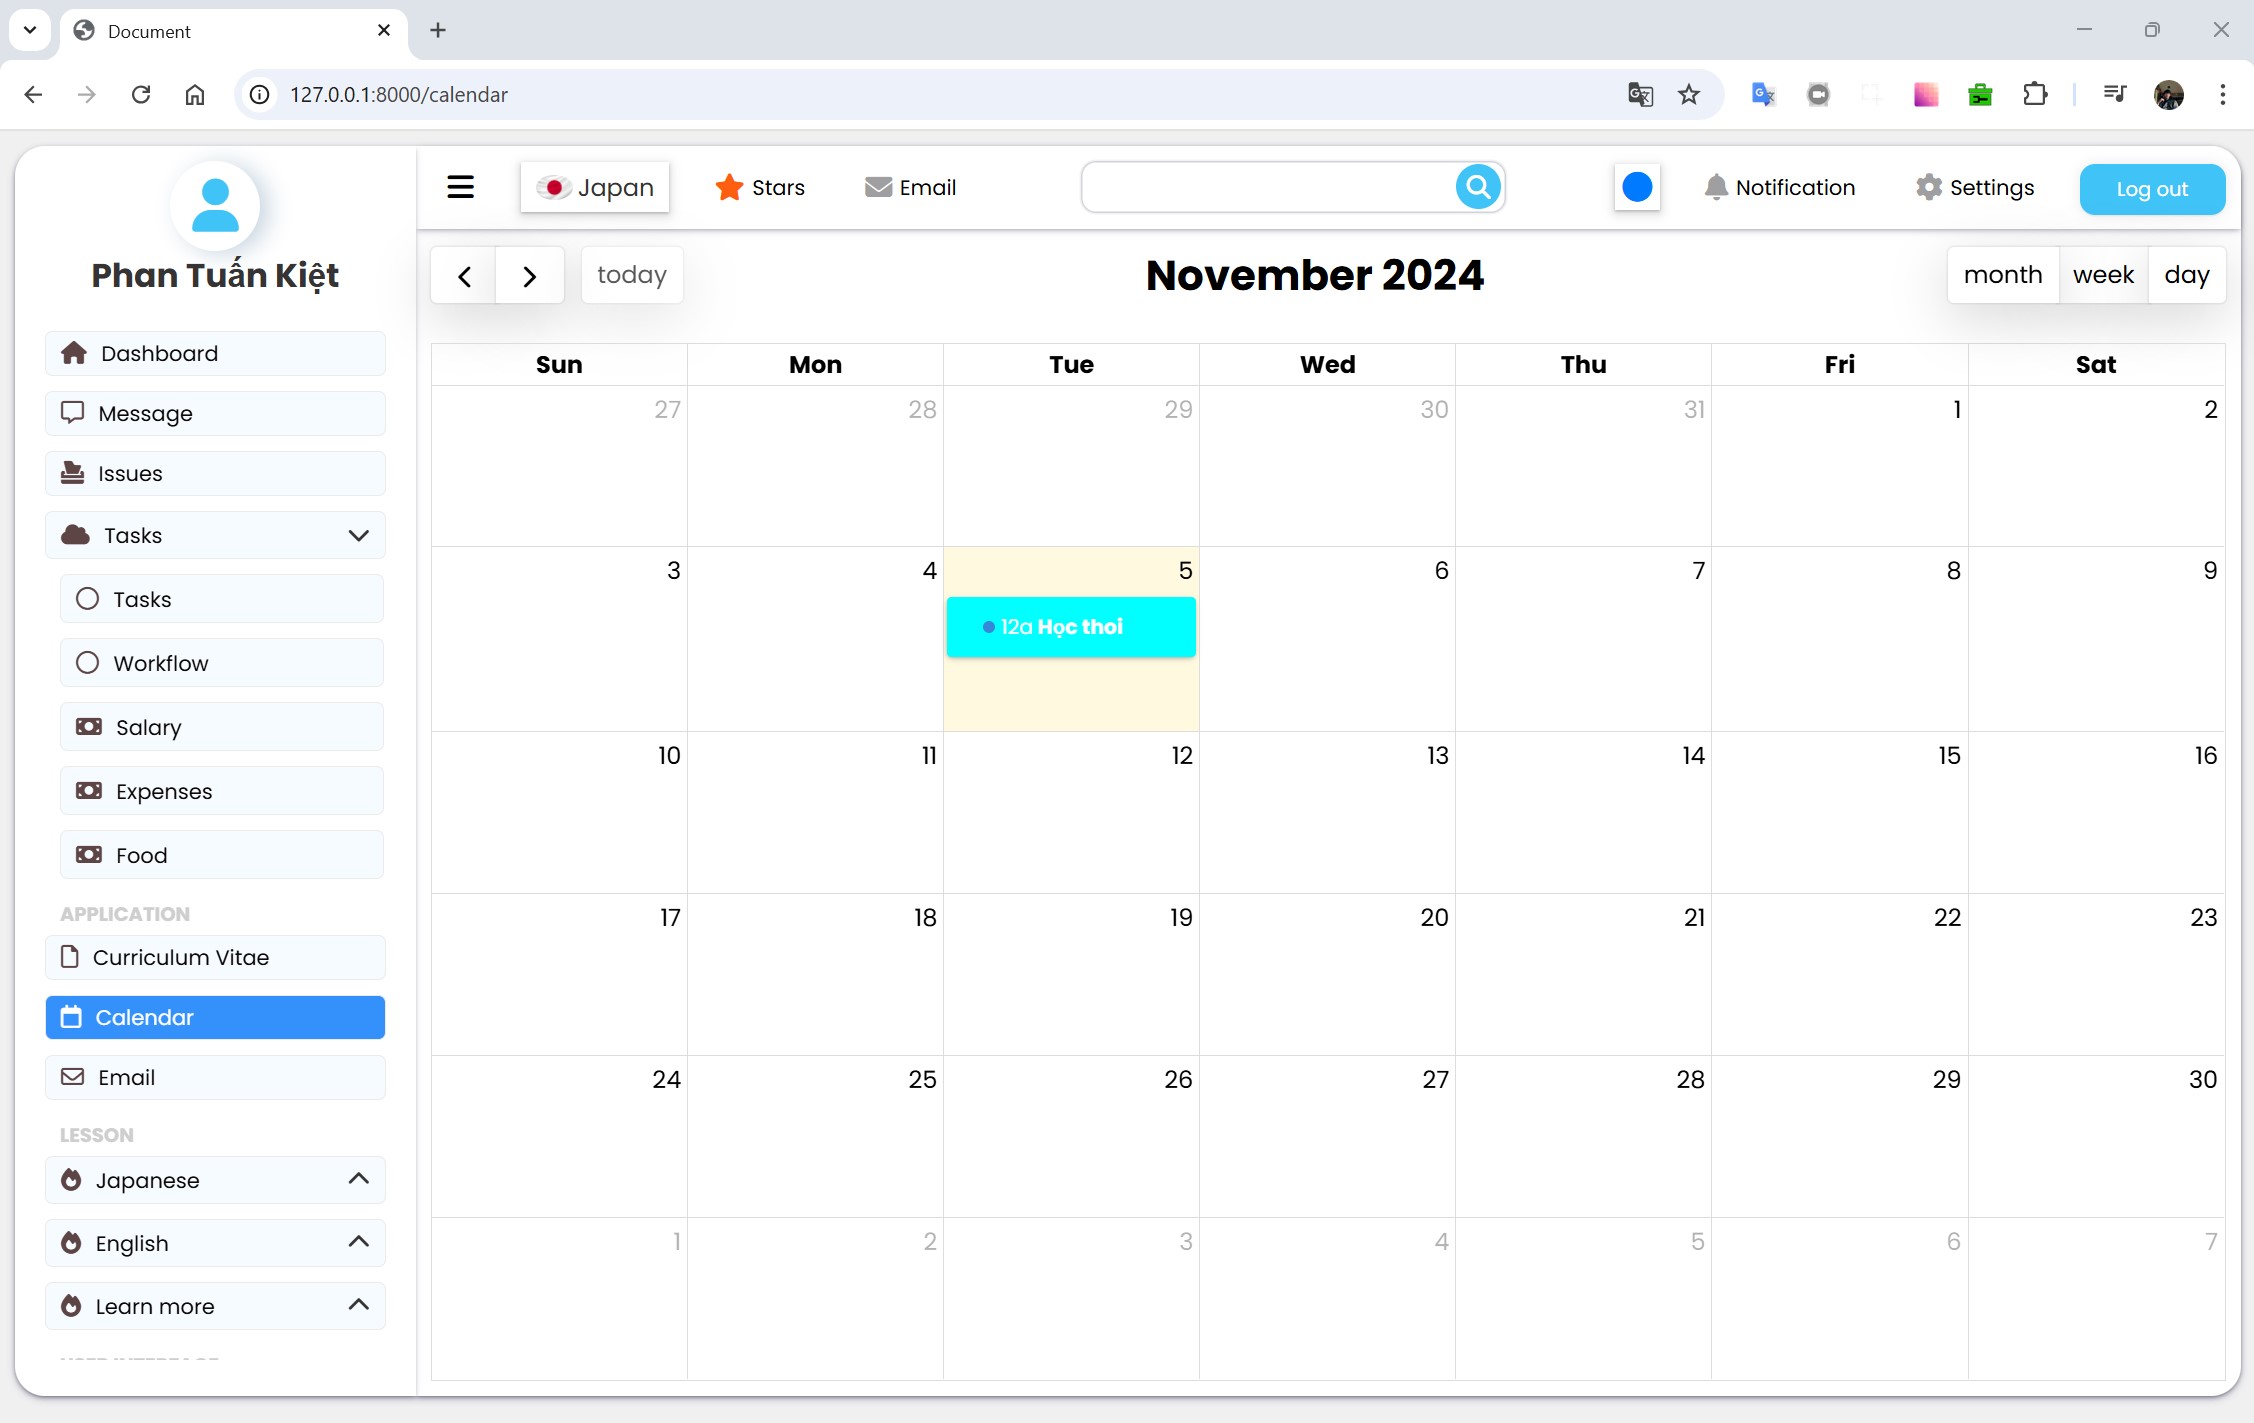 Document
127.0.0.1:8000/calendar
Phan Tuấn Kiệt
Dashboard
Message
Issues
Tasks
Tasks
Workflow
Salary
Expenses
Food
APPLICATION
Curriculum Vitae
Calendar
Email
LESSON
Japanese
English
Learn more
Japan Stars Email Notification Settings Log out
today November 2024 month week day
Sun Mon Tue Wed Thu Fri Sat
27 28 29 30 31 1 2
3 4 5 6 7 8 9
12a Học thoi
10 11 12 13 14 15 16
17 18 19 20 21 22 23
24 25 26 27 28 29 30
1 2 3 4 5 6 7